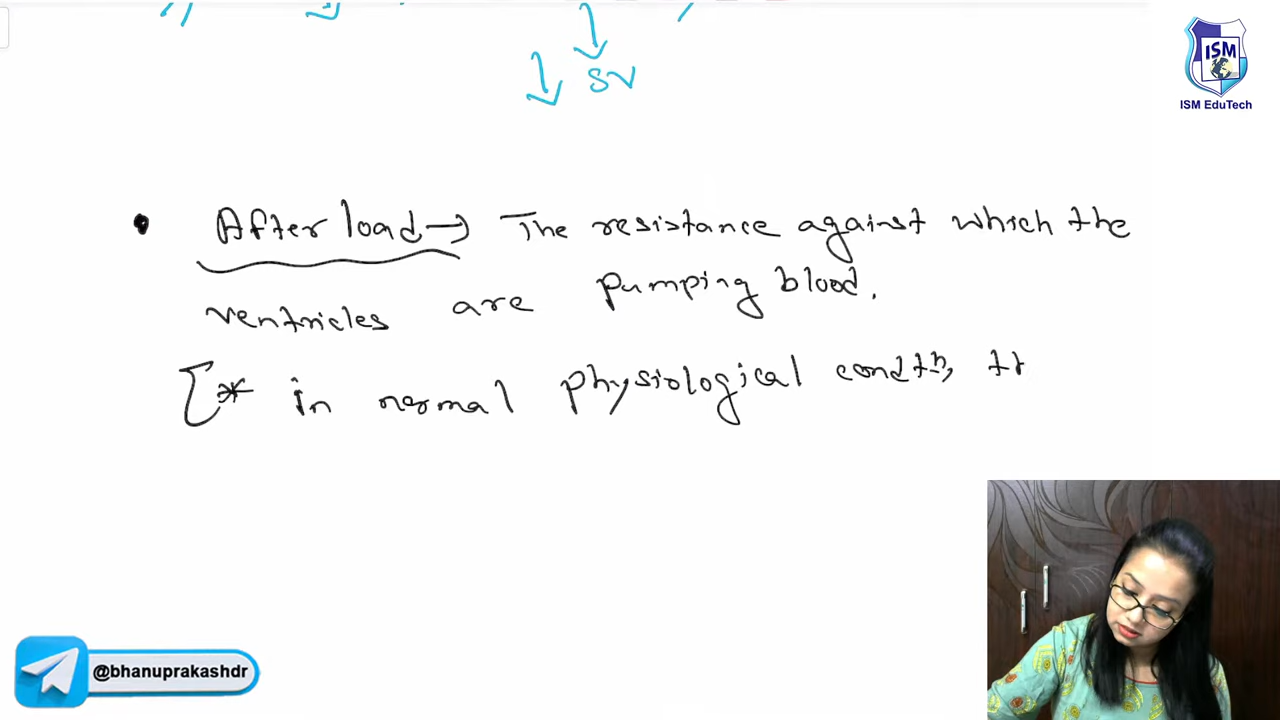 SV
ISM
ISM EduTech
• After load → The resistance against which the
ventricles are pumping blood.
[* in normal physiological condtn, th
@bhanuprakashdr